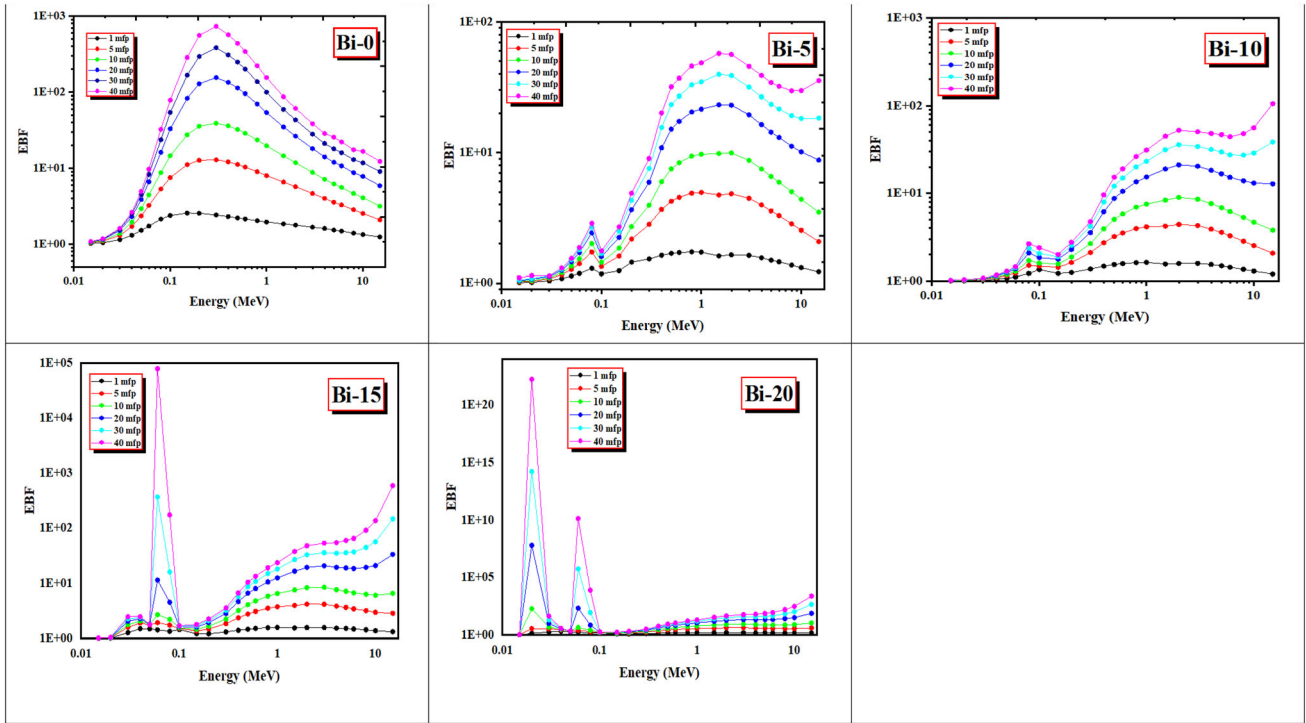 1E+03
1E+02
1E+01
1E+00
EBF
1 mfp
5 mfp
10 mfp
20 mfp
30 mfp
40 mfp
Bi-0
0.01 0.1 1 10
Energy (MeV)
1E+02
1E+01
1E+00
EBF
1 mfp
5 mfp
10 mfp
20 mfp
30 mfp
40 mfp
Bi-5
0.01 0.1 1 10
Energy (MeV)
1E+03
1E+02
1E+01
1E+00
EBF
1 mfp
5 mfp
10 mfp
20 mfp
30 mfp
40 mfp
Bi-10
0.01 0.1 1 10
Energy (MeV)
1E+05
1E+04
1E+03
1E+02
1E+01
1E+00
EBF
1 mfp
5 mfp
10 mfp
20 mfp
30 mfp
40 mfp
Bi-15
0.01 0.1 1 10
Energy (MeV)
1E+20
1E+15
1E+10
1E+05
1E+00
EBF
1 mfp
5 mfp
10 mfp
20 mfp
30 mfp
40 mfp
Bi-20
0.01 0.1 1 10
Energy (MeV)